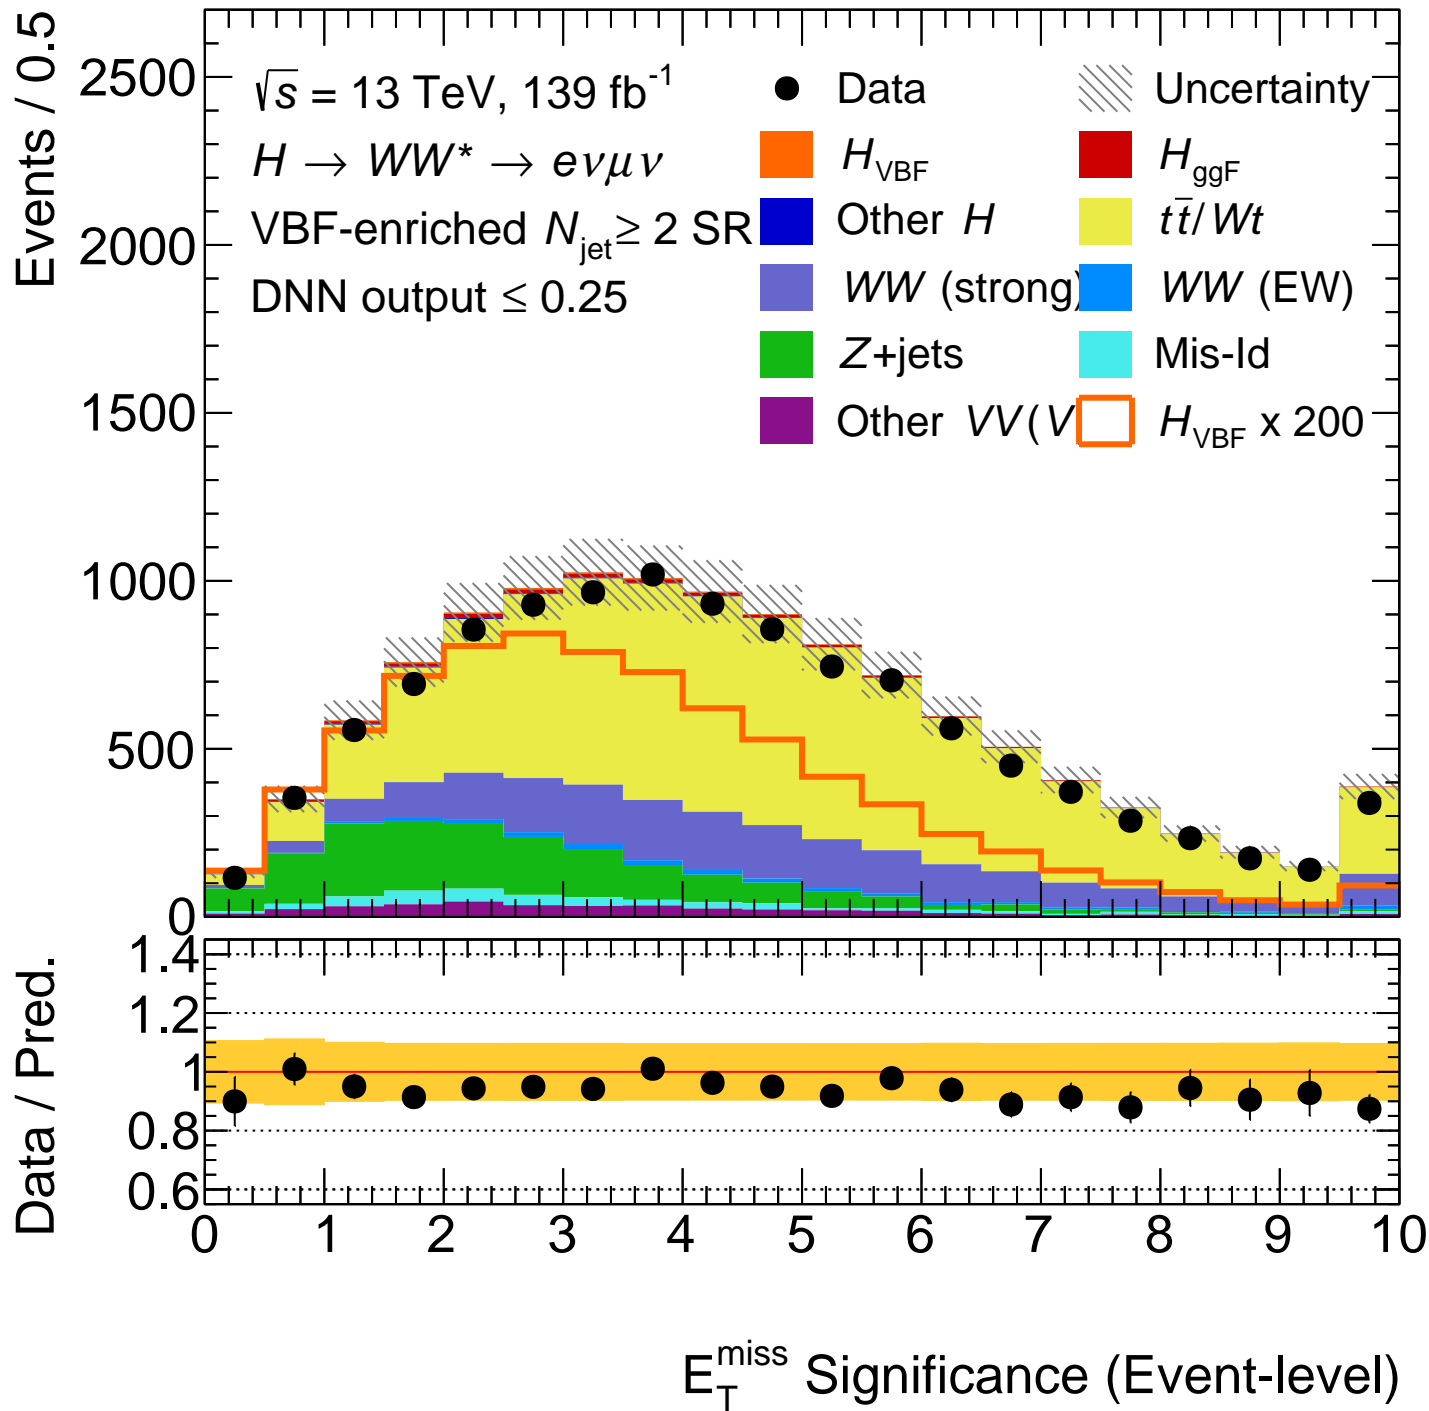 Events / 0.5
2500
2000
1500
1000
500
0
√s = 13 TeV, 139 fb⁻¹
H → WW* → eνμν
VBF-enriched N_jet ≥ 2 SR
DNN output ≤ 0.25
Data
Uncertainty
H_VBF
H_ggF
Other H
tt̄/Wt
WW (strong)
WW (EW)
Z+jets
Mis-Id
Other VV(V
H_VBF x 200
Data / Pred.
1.4
1.2
1
0.8
0.6
0 1 2 3 4 5 6 7 8 9 10
E_T^miss Significance (Event-level)